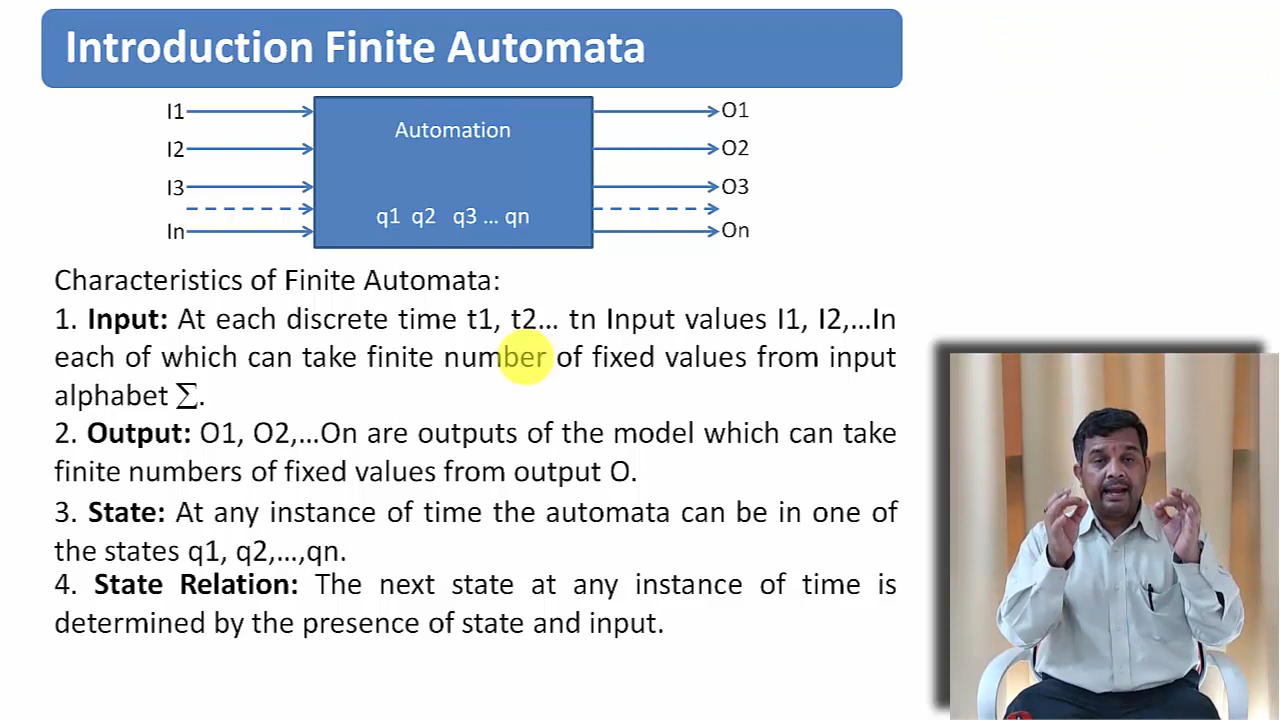 Introduction Finite Automata
I1
O1
Automation
I2
O2
I3
O3
q1 q2 q3 ... qn
In
On
Characteristics of Finite Automata:
1. Input: At each discrete time t1, t2... tn Input values I1, I2,...In
each of which can take finite number of fixed values from input
alphabet ∑.
2. Output: O1, O2,...On are outputs of the model which can take
finite numbers of fixed values from output O.
3. State: At any instance of time the automata can be in one of
the states q1, q2,...,qn.
4. State Relation: The next state at any instance of time is
determined by the presence of state and input.